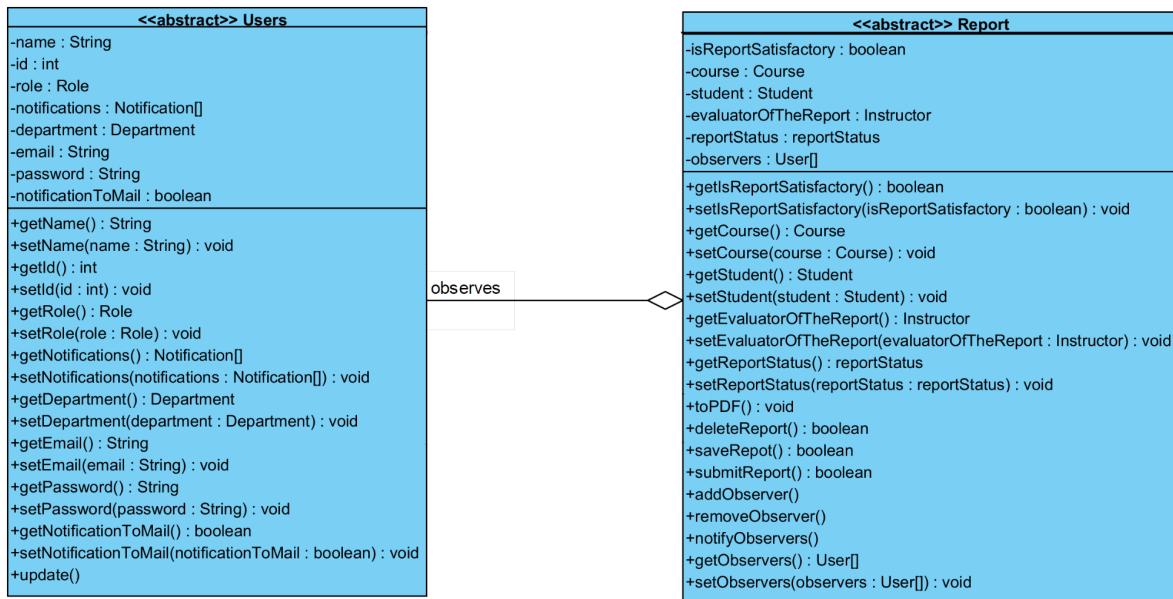 <<abstract>> Users
-name : String
-id : int
-role : Role
-notifications : Notification[]
-department : Department
-email : String
-password : String
-notificationToMail : boolean
+getName() : String
+setName(name : String) : void
+getId() : int
+setId(id : int) : void
+getRole() : Role
+setRole(role : Role) : void
+getNotifications() : Notification[]
+setNotifications(notifications : Notification[]) : void
+getDepartment() : Department
+setDepartment(department : Department) : void
+getEmail() : String
+setEmail(email : String) : void
+getPassword() : String
+setPassword(password : String) : void
+getNotificationToMail() : boolean
+setNotificationToMail(notificationToMail : boolean) : void
+update()
observes
<<abstract>> Report
-isReportSatisfactory : boolean
-course : Course
-student : Student
-evaluatorOfTheReport : Instructor
-reportStatus : reportStatus
-observers : User[]
+getIsReportSatisfactory() : boolean
+setIsReportSatisfactory(isReportSatisfactory : boolean) : void
+getCourse() : Course
+setCourse(course : Course) : void
+getStudent() : Student
+setStudent(student : Student) : void
+getEvaluatorOfTheReport() : Instructor
+setEvaluatorOfTheReport(evaluatorOfTheReport : Instructor) : void
+getReportStatus() : reportStatus
+setReportStatus(reportStatus : reportStatus) : void
+toPDF() : void
+deleteReport() : boolean
+saveRepot() : boolean
+submitReport() : boolean
+addObserver()
+removeObserver()
+notifyObservers()
+getObservers() : User[]
+setObservers(observers : User[]) : void